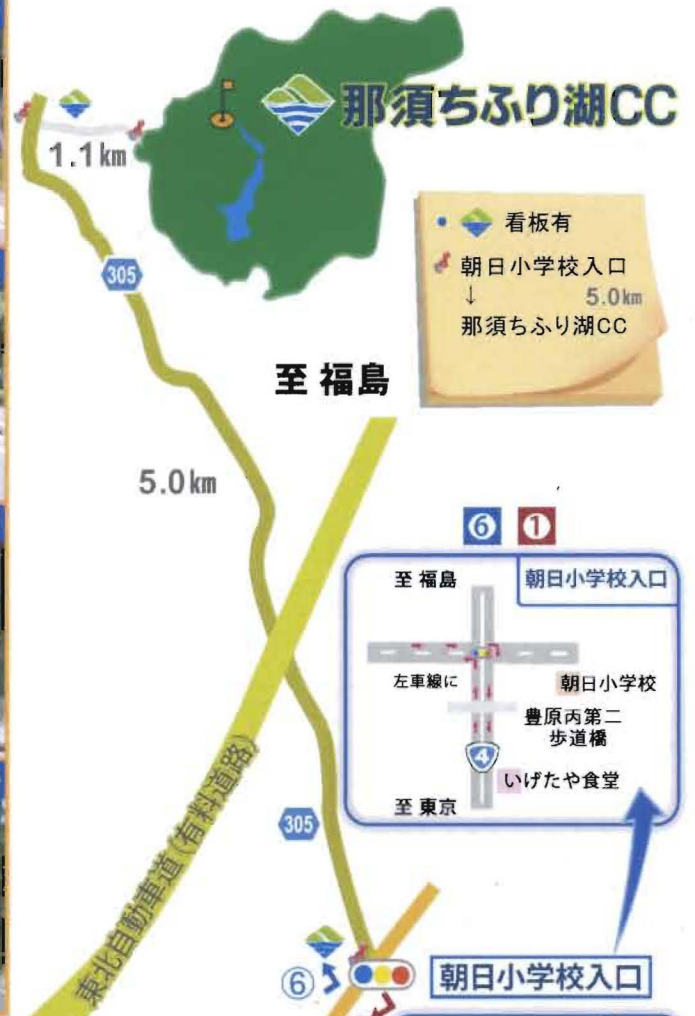 那須ちふり湖CC
1.1km
305
看板有
朝日小学校入口
↓ 5.0km
那須ちふり湖CC
至 福島
5.0km
❻ ❶
至 福島
朝日小学校入口
左車線に
朝日小学校
豊原丙第二
歩道橋
4
いげたや食堂
至 東京
東北自動車道(有料道路)
305
⑥
朝日小学校入口